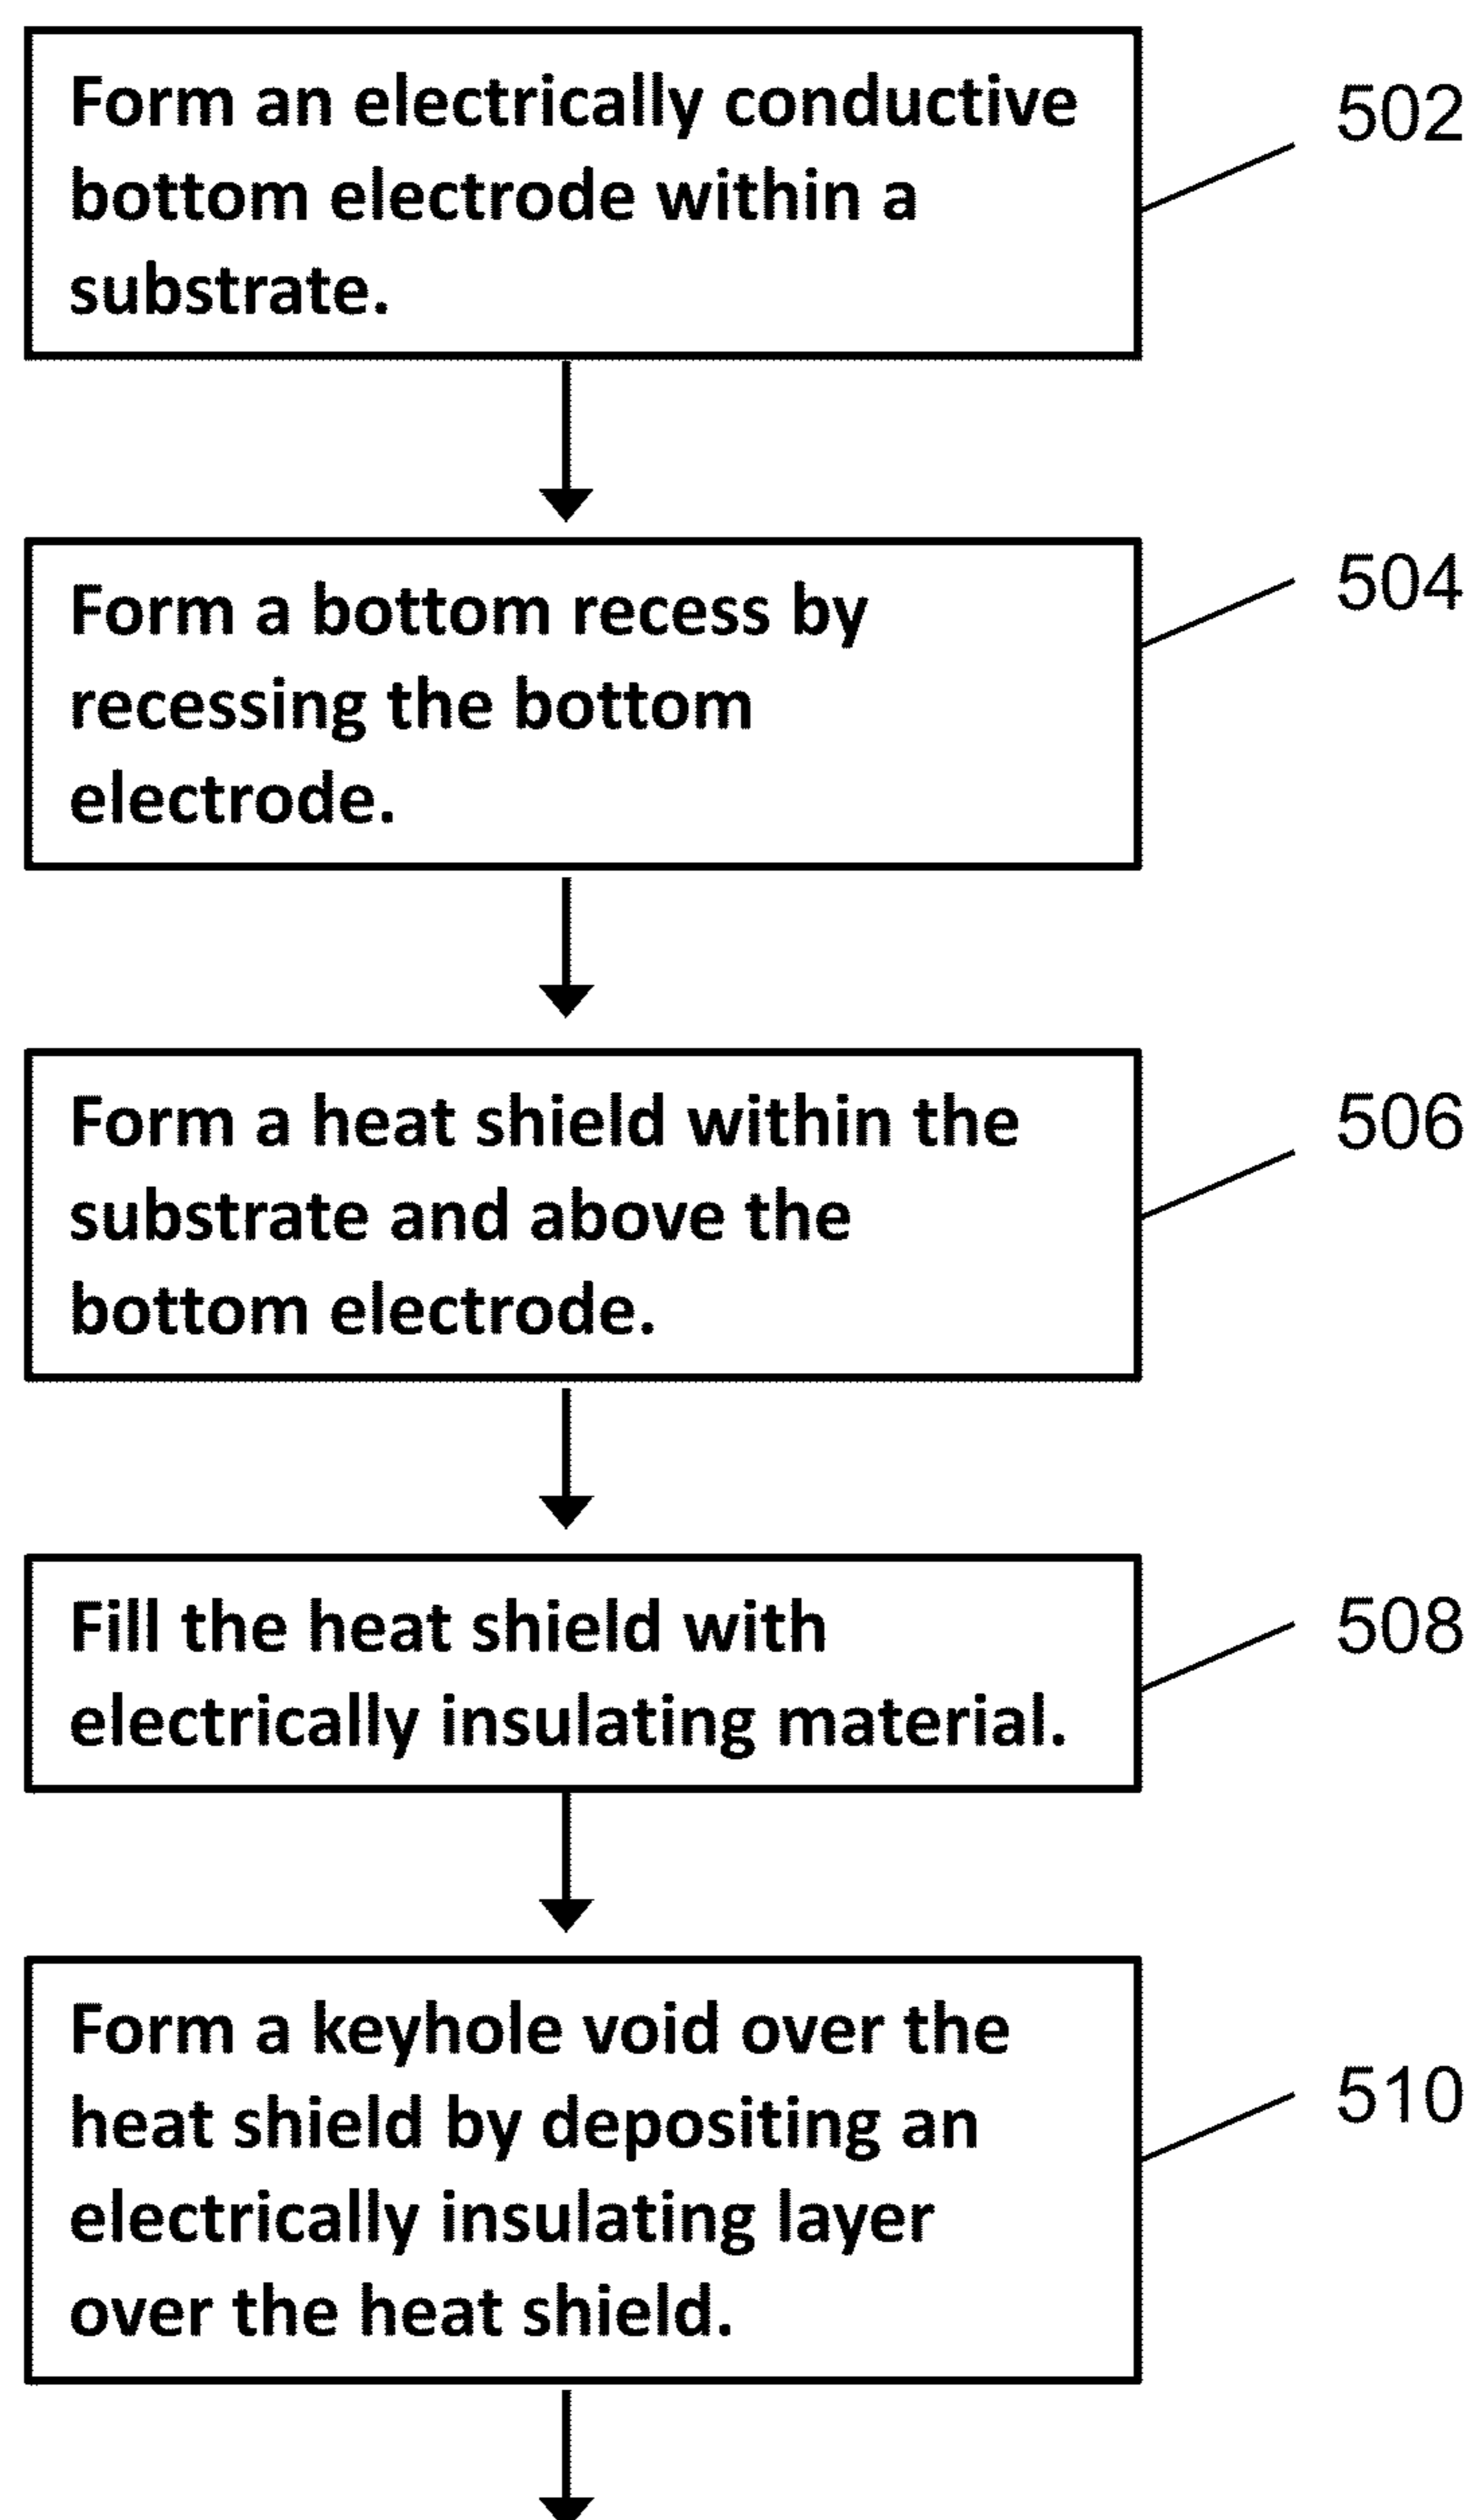 Form an electrically conductive
bottom electrode within a
substrate.
502
Form a bottom recess by
recessing the bottom
electrode.
504
Form a heat shield within the
substrate and above the
bottom electrode.
506
Fill the heat shield with
electrically insulating material.
508
Form a keyhole void over the
heat shield by depositing an
electrically insulating layer
over the heat shield.
510